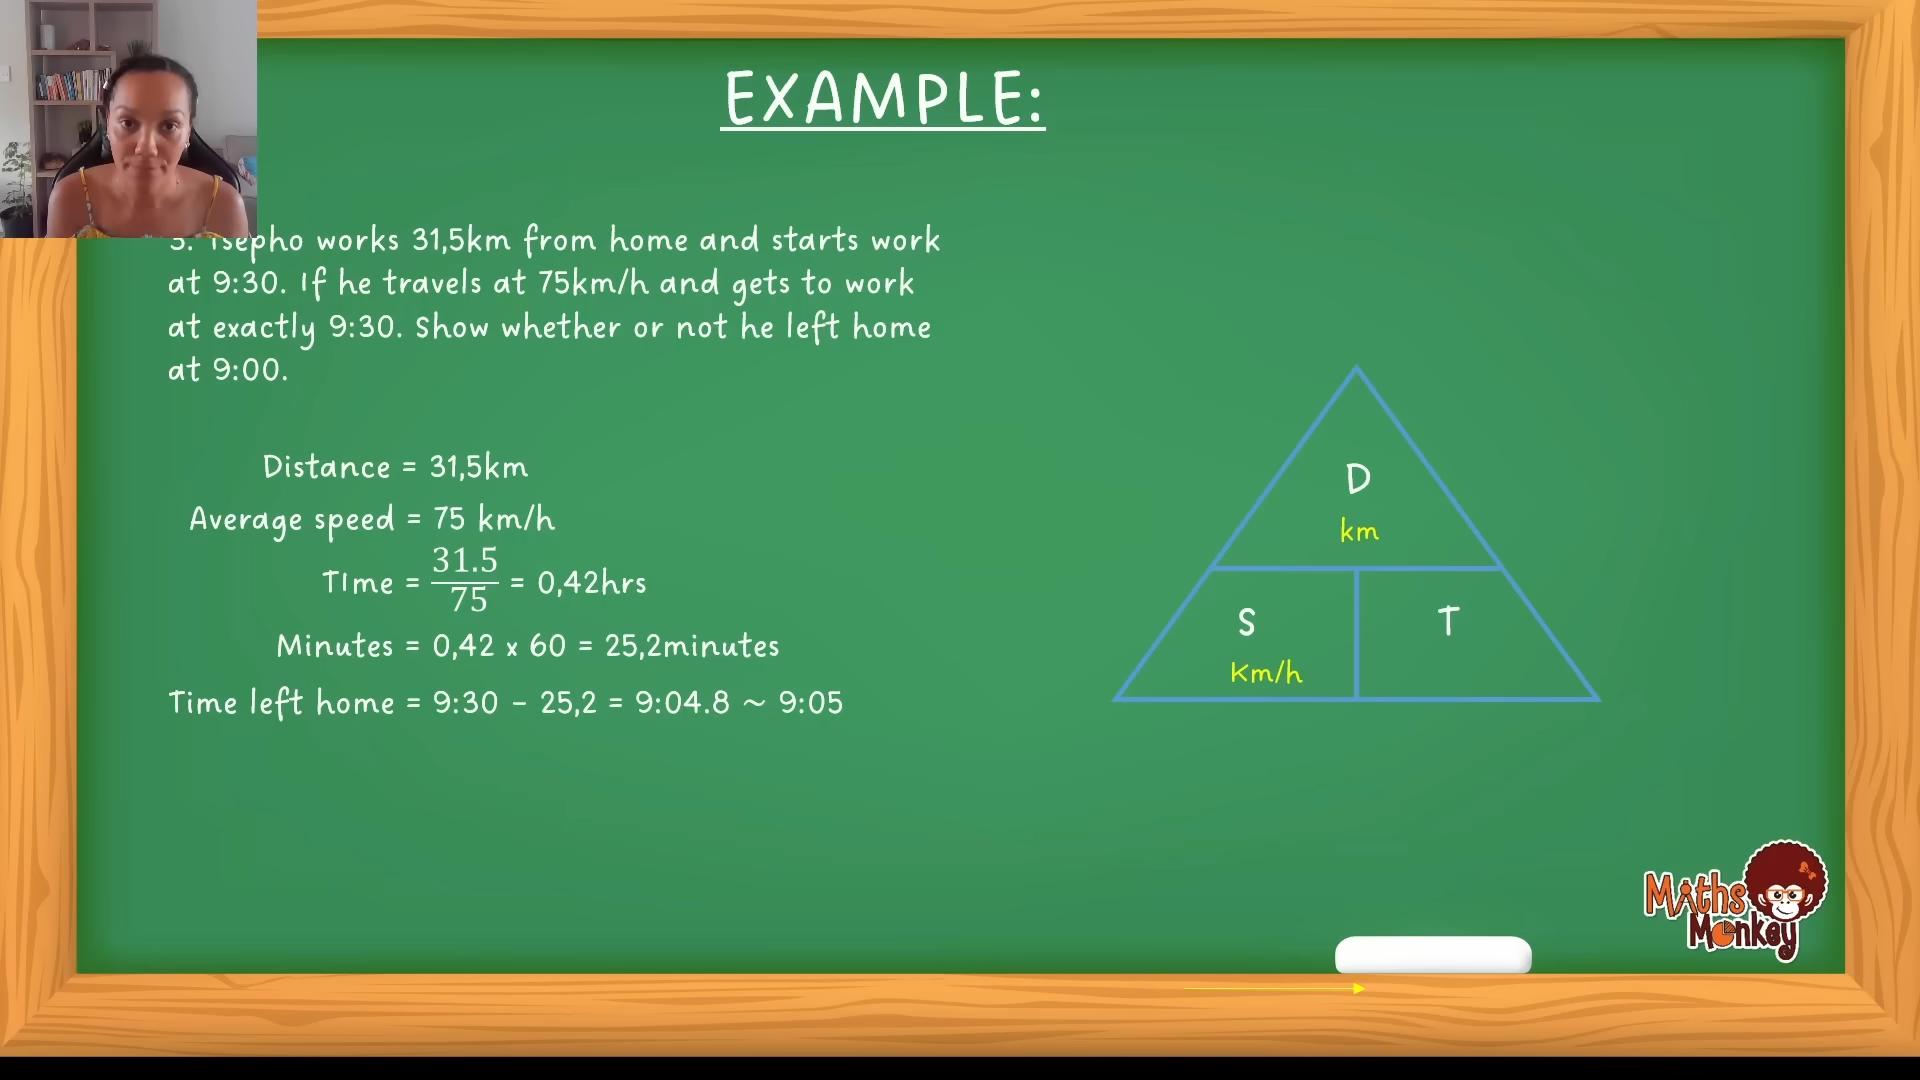 EXAMPLE:
3. Tsepho works 31,5km from home and starts work
at 9:30. If he travels at 75km/h and gets to work
at exactly 9:30. Show whether or not he left home
at 9:00.
Distance = 31,5km
Average speed = 75 km/h
TIme = 31.5/75 = 0,42hrs
Minutes = 0,42 x 60 = 25,2minutes
Time left home = 9:30 - 25,2 = 9:04.8 ~ 9:05
D
km
S
T
Km/h
Maths
Monkey